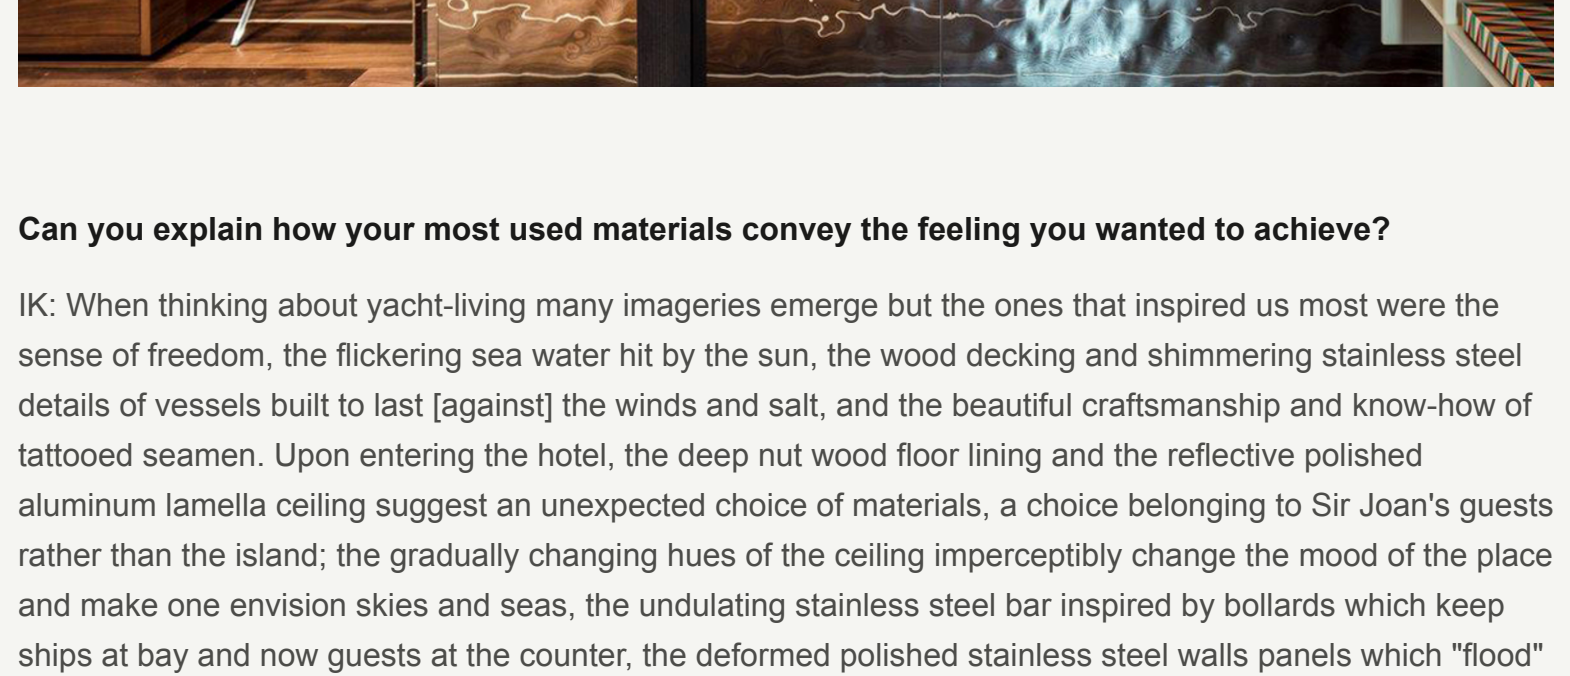 Can you explain how your most used materials convey the feeling you wanted to achieve?
IK: When thinking about yacht-living many imageries emerge but the ones that inspired us most were the
sense of freedom, the flickering sea water hit by the sun, the wood decking and shimmering stainless steel
details of vessels built to last [against] the winds and salt, and the beautiful craftsmanship and know-how of
tattooed seamen. Upon entering the hotel, the deep nut wood floor lining and the reflective polished
aluminum lamella ceiling suggest an unexpected choice of materials, a choice belonging to Sir Joan's guests
rather than the island; the gradually changing hues of the ceiling imperceptibly change the mood of the place
and make one envision skies and seas, the undulating stainless steel bar inspired by bollards which keep
ships at bay and now guests at the counter, the deformed polished stainless steel walls panels which "flood"